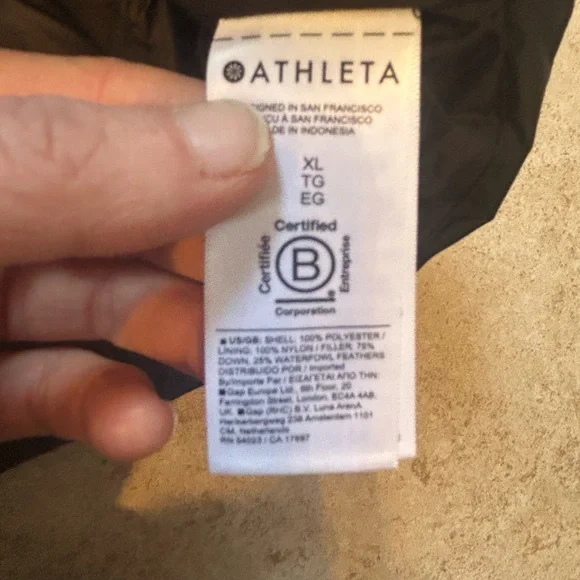 ATHLETA
IGNED IN SAN FRANCISCO
ÇU À SAN FRANCISCO
DE IN INDONESIA
XL
TG
EG
Certified
Certifiée
B
Entreprise
Corporation
US/GB: SHELL: 100% POLYESTER /
LINING: 100% NYLON / FILLER: 75%
DOWN, 25% WATERFOWL FEATHERS
DISTRIBUIDO POR / Imported
By/Importe Par / ΕΙΣΑΓΕΤΑΙ ΑΠΟ ΤΗΝ:
Gap Europe Ltd., 6th Floor, 20
Farringdon Street, London, EC4A 4AB,
UK. Gap (RHC) B.V. Luna ArenA
Herikerbergweg 238 Amsterdam 1101
CM, Netherlands
RN 54023 / CA 17897